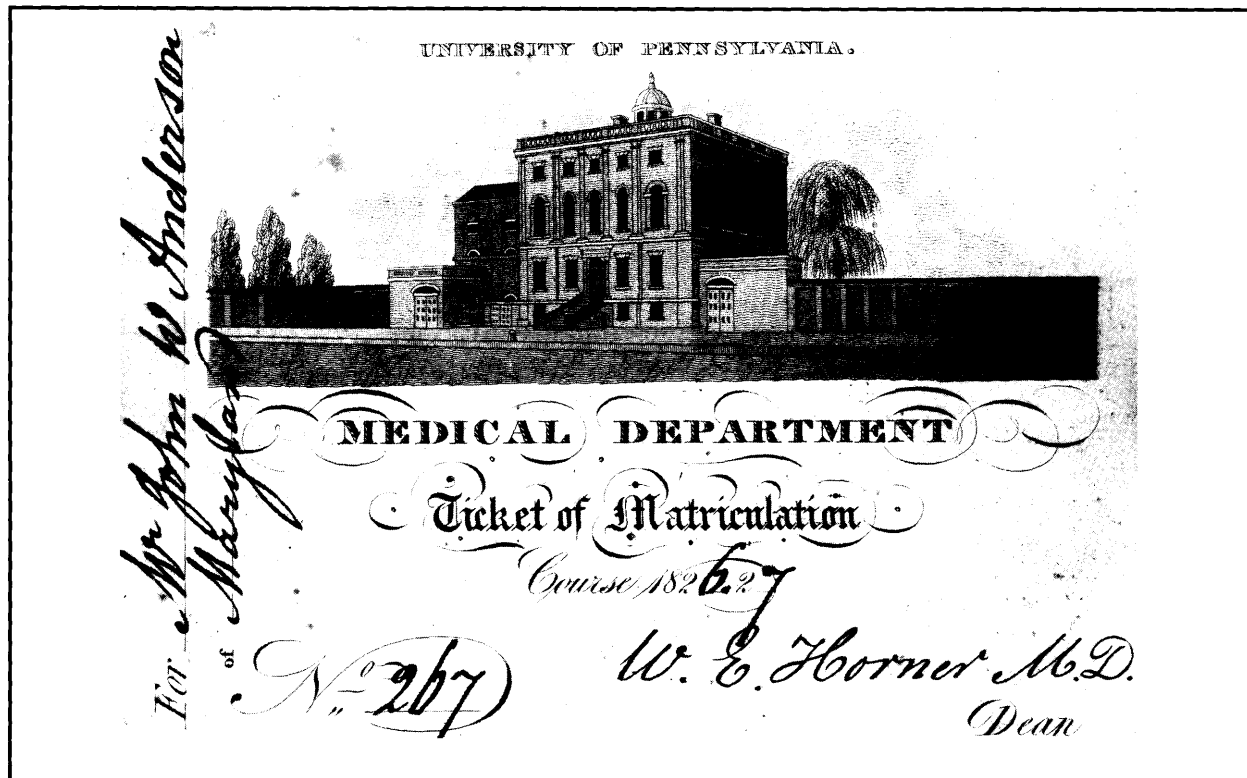 UNIVERSITY OF PENNSYLVANIA.
MEDICAL DEPARTMENT
Ticket of Matriculation
Course 1826.27
No 267
W. E. Horner M.D.
Dean
For Mr John W Anderson
of Maryland